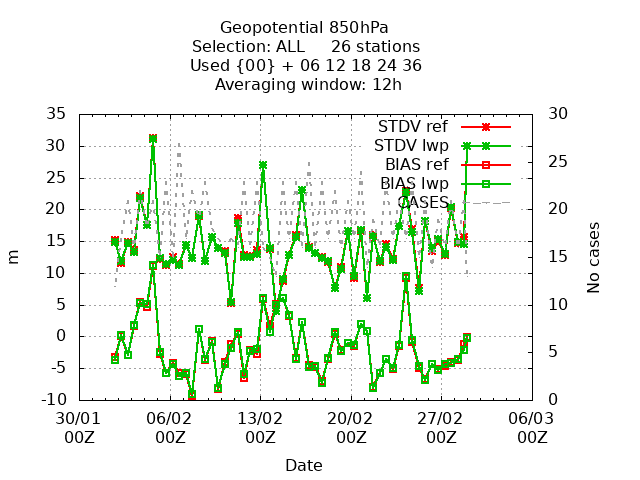 Geopotential 850hPa
Selection: ALL 26 stations
Used {00} + 06 12 18 24 36
Averaging window: 12h
STDV ref
STDV lwp
BIAS ref
BIAS lwp
CASES
35
30
25
20
15
10
5
0
-5
-10
m
30
25
20
15
10
5
0
No cases
30/01 06/02 13/02 20/02 27/02 06/03
00Z 00Z 00Z 00Z 00Z 00Z
Date